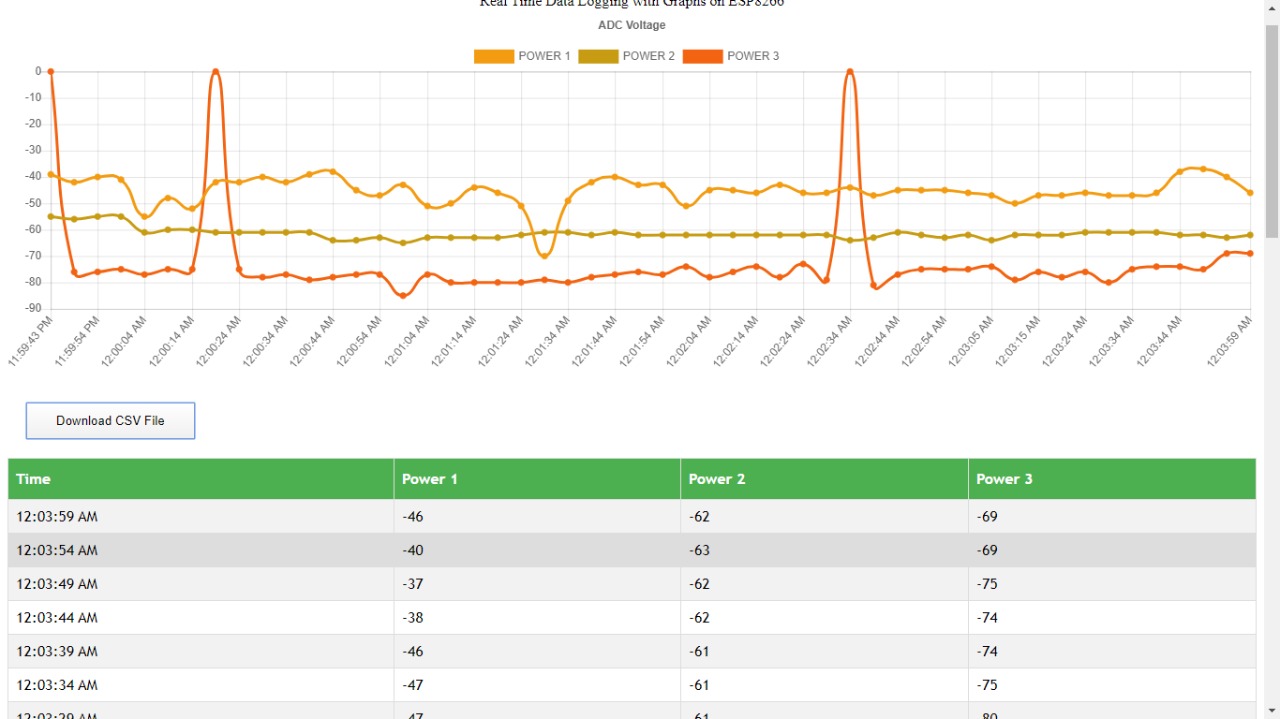 Real Time Data Logging with Graphs on ESP8266
ADC Voltage
POWER 1 POWER 2 POWER 3
0
-10
-20
-30
-40
-50
-60
-70
-80
-90
11:59:43 PM 11:59:54 PM 12:00:04 AM 12:00:14 AM 12:00:24 AM 12:00:34 AM 12:00:44 AM 12:00:54 AM 12:01:04 AM 12:01:14 AM 12:01:24 AM 12:01:34 AM 12:01:44 AM 12:01:54 AM 12:02:04 AM 12:02:14 AM 12:02:24 AM 12:02:34 AM 12:02:44 AM 12:02:54 AM 12:03:05 AM 12:03:15 AM 12:03:24 AM 12:03:34 AM 12:03:44 AM 12:03:59 AM
Download CSV File
Time Power 1 Power 2 Power 3
12:03:59 AM -46 -62 -69
12:03:54 AM -40 -63 -69
12:03:49 AM -37 -62 -75
12:03:44 AM -38 -62 -74
12:03:39 AM -46 -61 -74
12:03:34 AM -47 -61 -75
12:03:29 AM -47 -61 -80